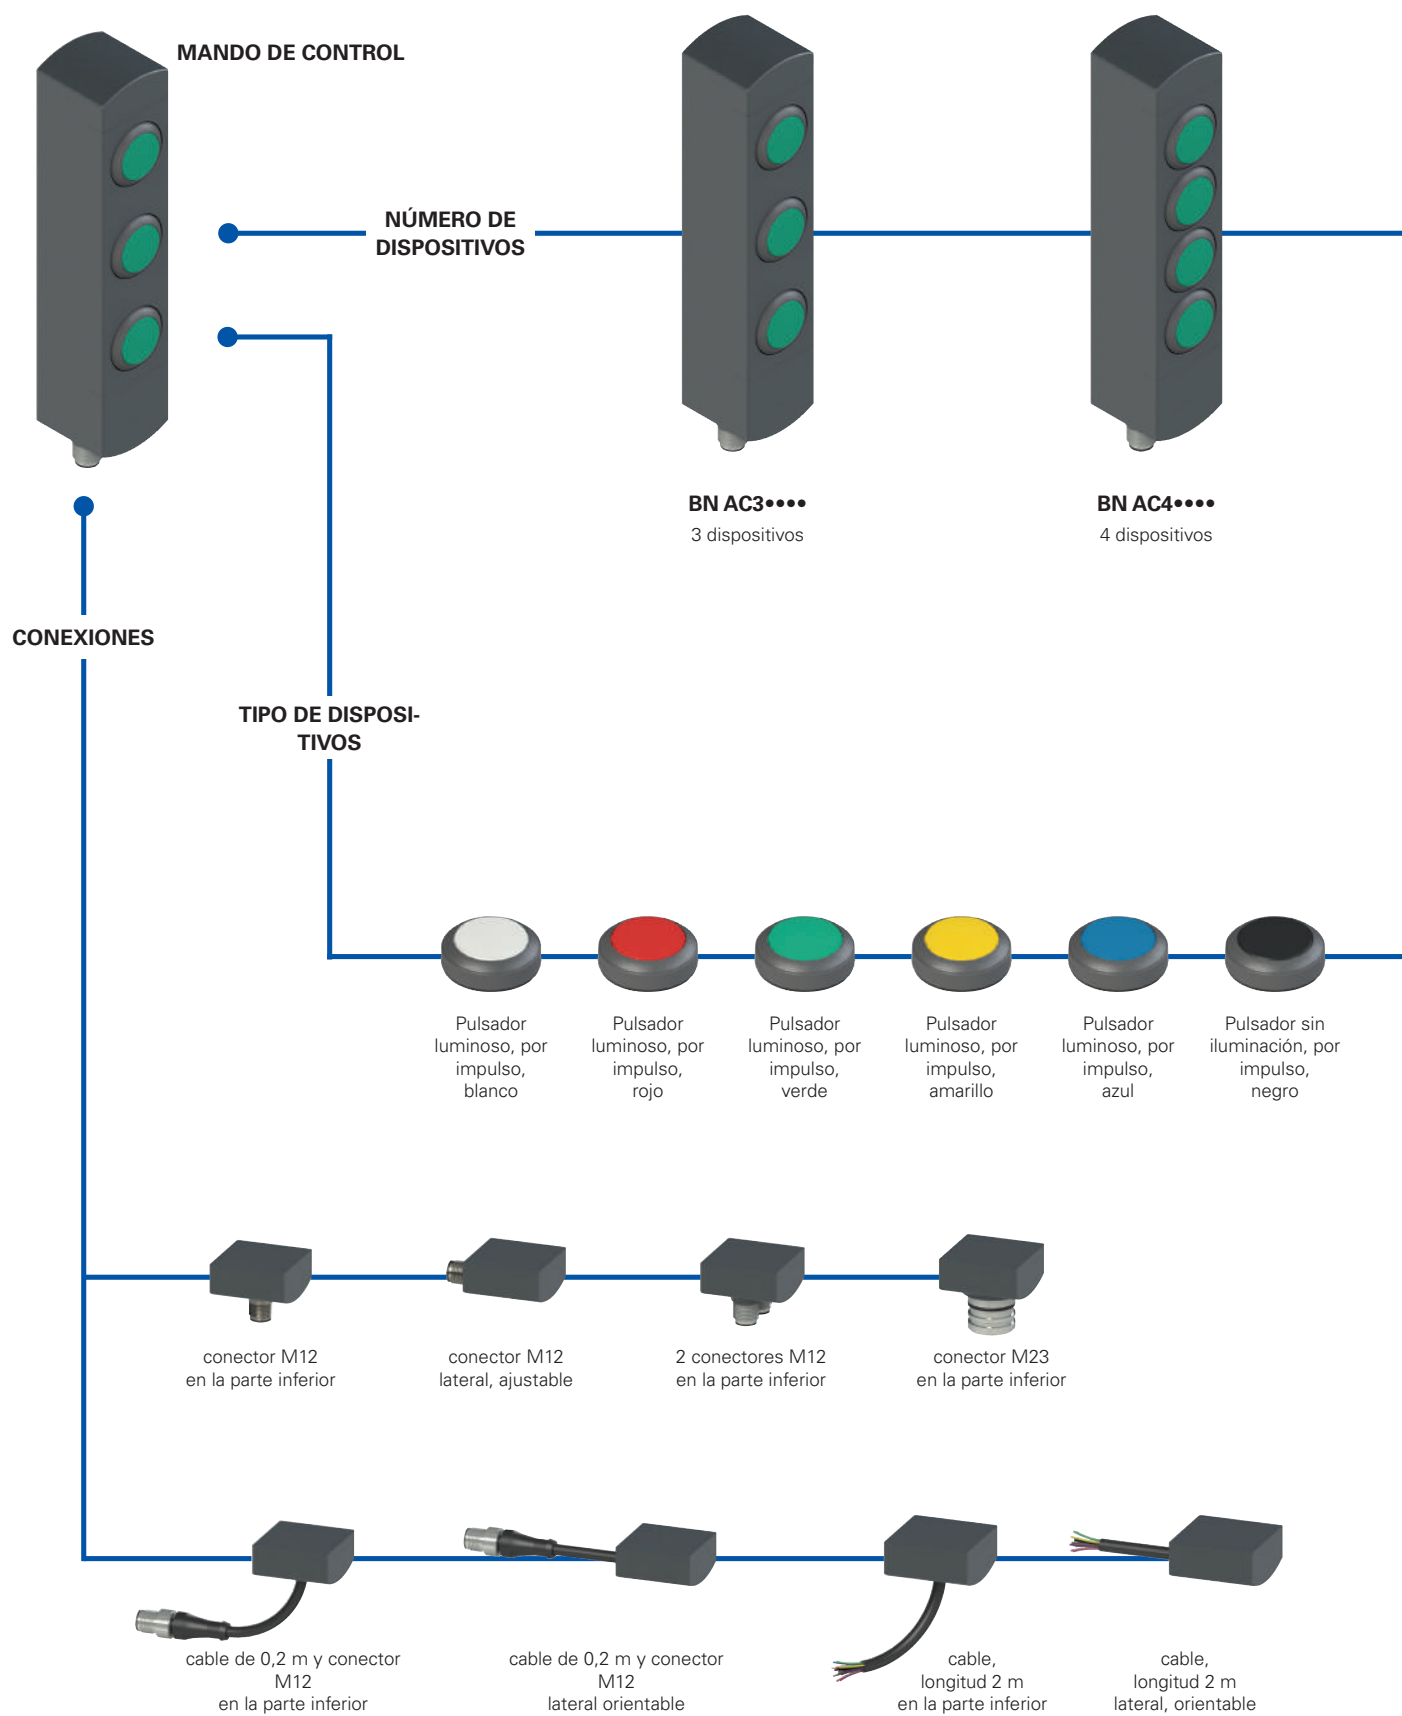 MANDO DE CONTROL
NÚMERO DE
DISPOSITIVOS
BN AC3••••
3 dispositivos
BN AC4••••
4 dispositivos
CONEXIONES
TIPO DE DISPOSI-
TIVOS
Pulsador
luminoso, por
impulso,
blanco
Pulsador
luminoso, por
impulso,
rojo
Pulsador
luminoso, por
impulso,
verde
Pulsador
luminoso, por
impulso,
amarillo
Pulsador
luminoso, por
impulso,
azul
Pulsador sin
iluminación, por
impulso,
negro
conector M12
en la parte inferior
conector M12
lateral, ajustable
2 conectores M12
en la parte inferior
conector M23
en la parte inferior
cable de 0,2 m y conector
M12
en la parte inferior
cable de 0,2 m y conector
M12
lateral orientable
cable,
longitud 2 m
en la parte inferior
cable,
longitud 2 m
lateral, orientable